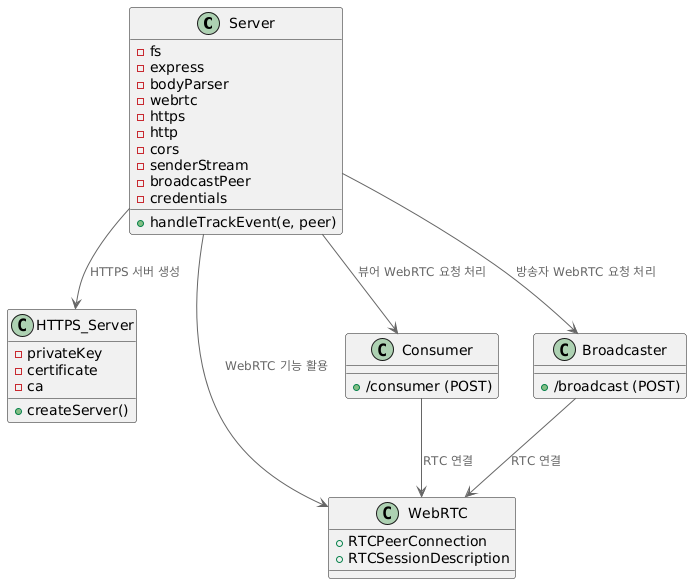 C Server
fs
express
bodyParser
webrtc
https
http
cors
senderStream
broadcastPeer
credentials
handleTrackEvent(e, peer)
HTTPS 서버 생성
뷰어 WebRTC 요청 처리
방송자 WebRTC 요청 처리
C HTTPS_Server
privateKey
certificate
ca
createServer()
WebRTC 기능 활용
C Consumer
/consumer (POST)
C Broadcaster
/broadcast (POST)
RTC 연결
RTC 연결
C WebRTC
RTCPeerConnection
RTCSessionDescription